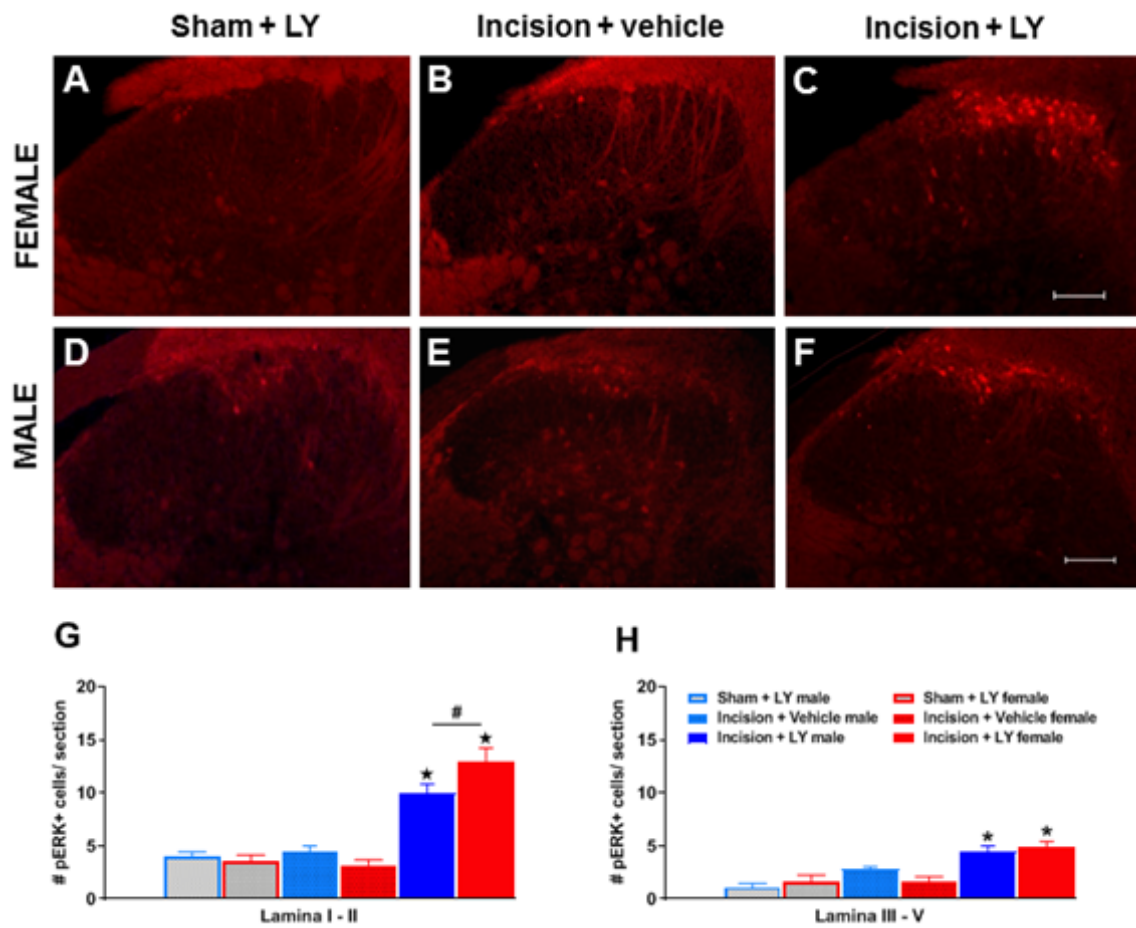 Sham + LY
Incision + vehicle
Incision + LY
FEMALE
A
B
C
MALE
D
E
F
G
# pERK+ cells/ section
20
15
10
5
0
#
★
★
Lamina I - II
H
# pERK+ cells/ section
20
15
10
5
0
Sham + LY male
Incision + Vehicle male
Incision + LY male
Sham + LY female
Incision + Vehicle female
Incision + LY female
*
*
Lamina III - V